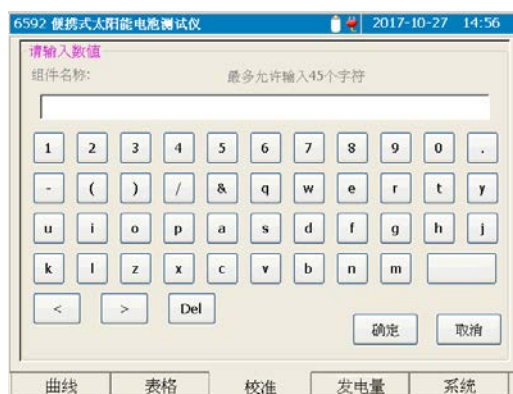 6592 便携式太阳能电池测试仪 2017-10-27 14:56
请输入数值
组件名称: 最多允许输入45个字符
1 2 3 4 5 6 7 8 9 0 .
- ( ) / & q w e r t y
u i o p a s d f g h j
k l z x c v b n m
< > Del
确定 取消
曲线 表格 校准 发电量 系统